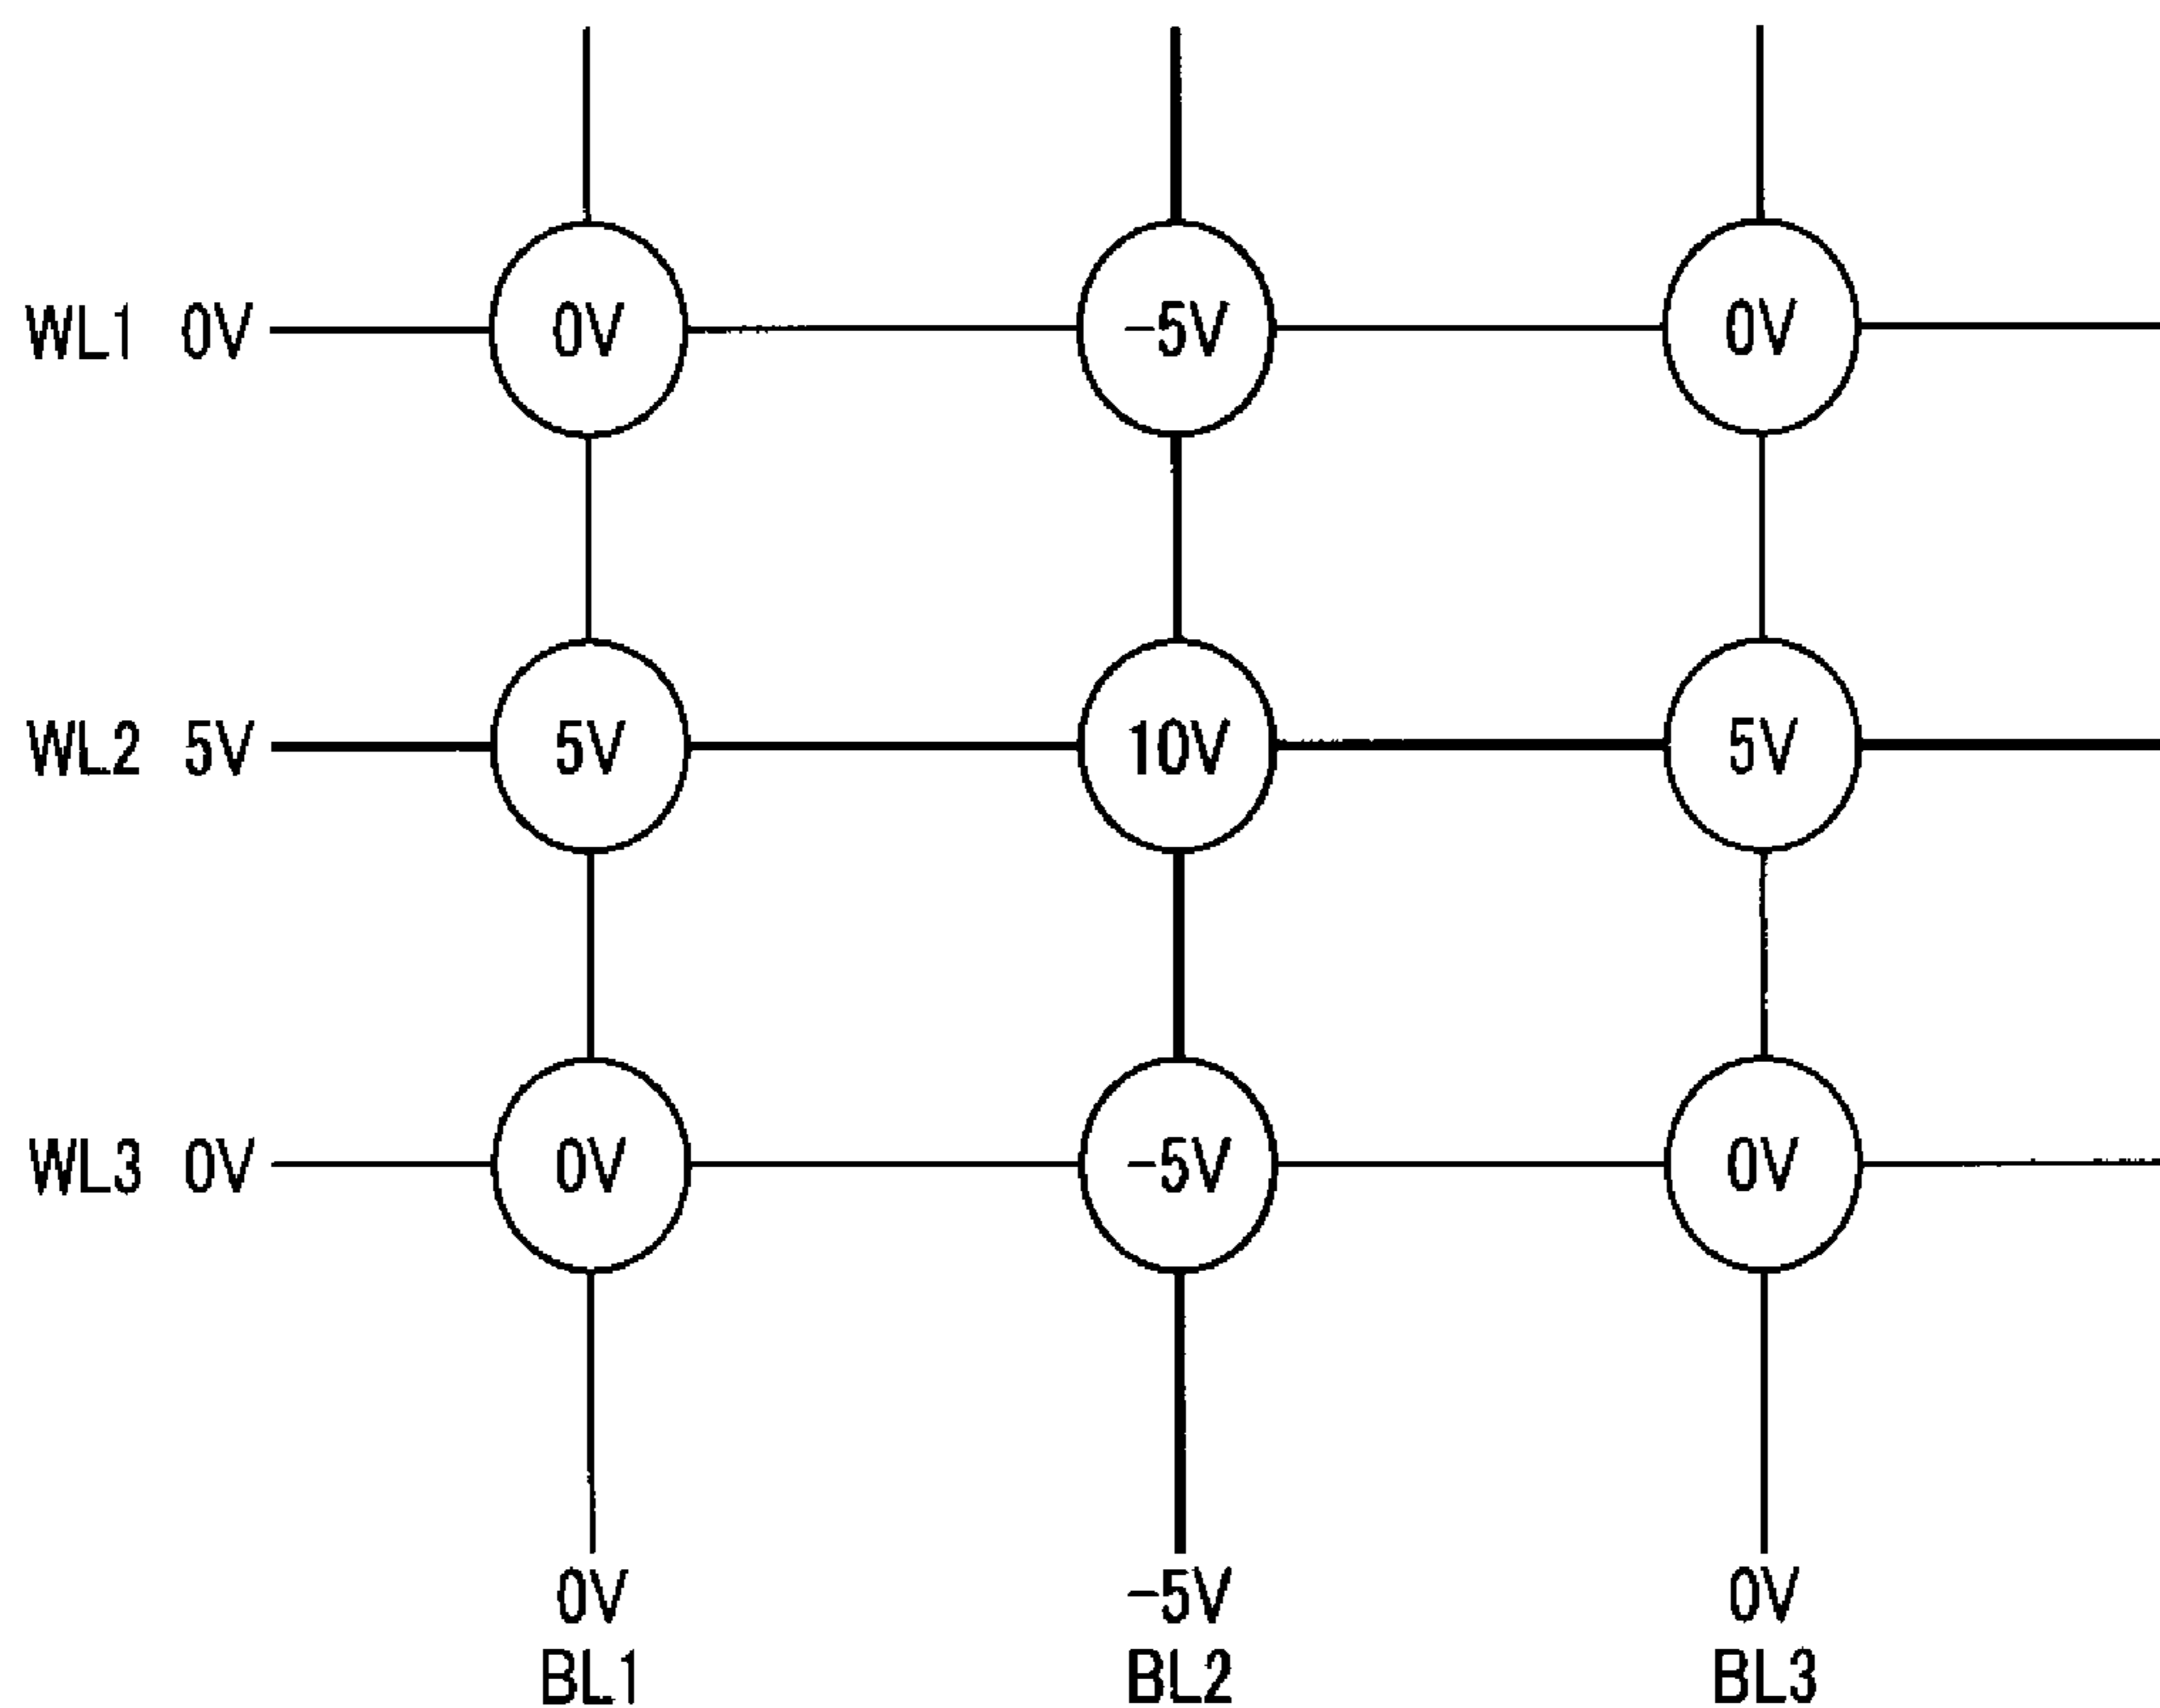 WL1 0V 0V −5V 0V
WL2 5V 5V 10V 5V
WL3 0V 0V −5V 0V
0V −5V 0V
BL1 BL2 BL3